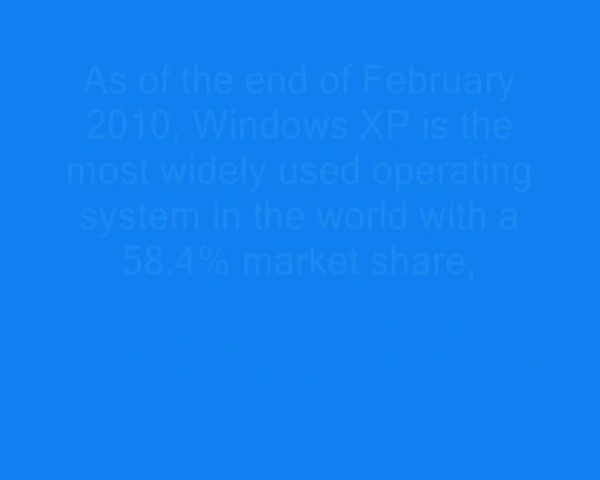 As of the end of February
2010, Windows XP is the
most widely used operating
system in the world with a
58.4% market share,